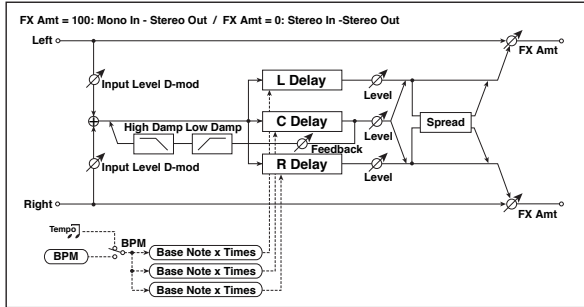 FX Amt = 100: Mono In - Stereo Out / FX Amt = 0: Stereo In -Stereo Out
Left
FX Amt
Input Level D-mod
L Delay
Level
High Damp Low Damp
C Delay
Level
Spread
Feedback
Input Level D-mod
R Delay
Level
Right
FX Amt
Tempo
BPM
BPM
Base Note x Times
Base Note x Times
Base Note x Times